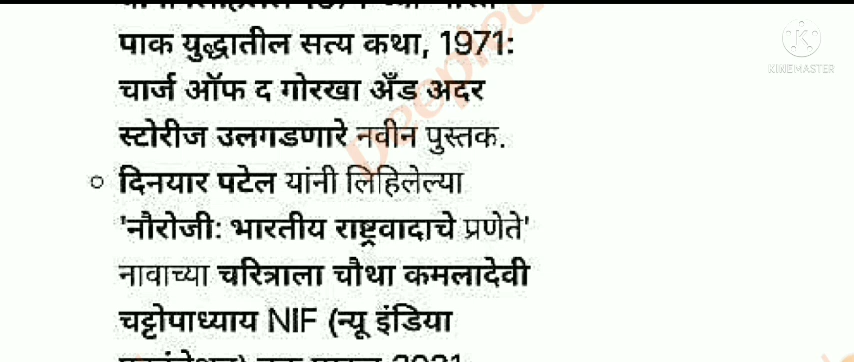 पाक युद्धातील सत्य कथा, 1971:
KINEMASTER
चार्ज ऑफ द गोरखा अँड अदर
स्टोरीज उलगडणारे नवीन पुस्तक.
दिनयार पटेल यांनी लिहिलेल्या
'नौरोजी: भारतीय राष्ट्रवादाचे प्रणेते'
नावाच्या चरित्राला चौथा कमलादेवी
चट्टोपाध्याय NIF (न्यू इंडिया